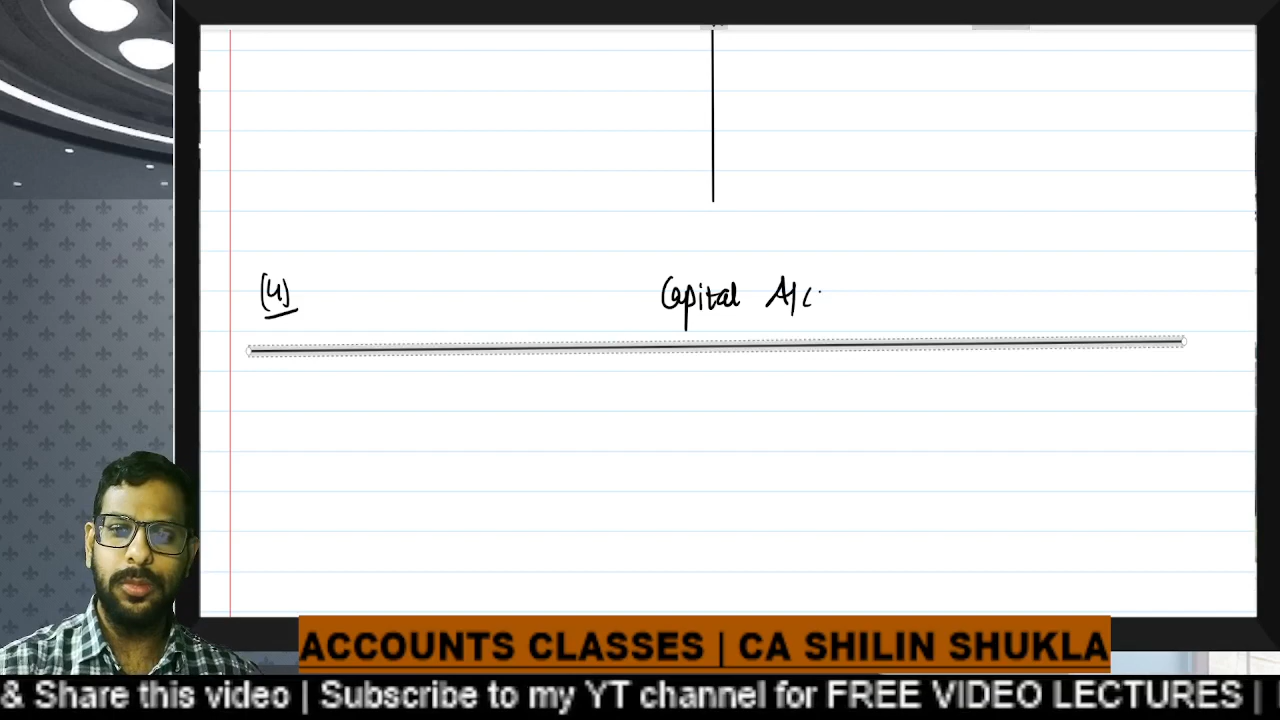 (4) Capital A/c
ACCOUNTS CLASSES | CA SHILIN SHUKLA
& Share this video | Subscribe to my YT channel for FREE VIDEO LECTURES |